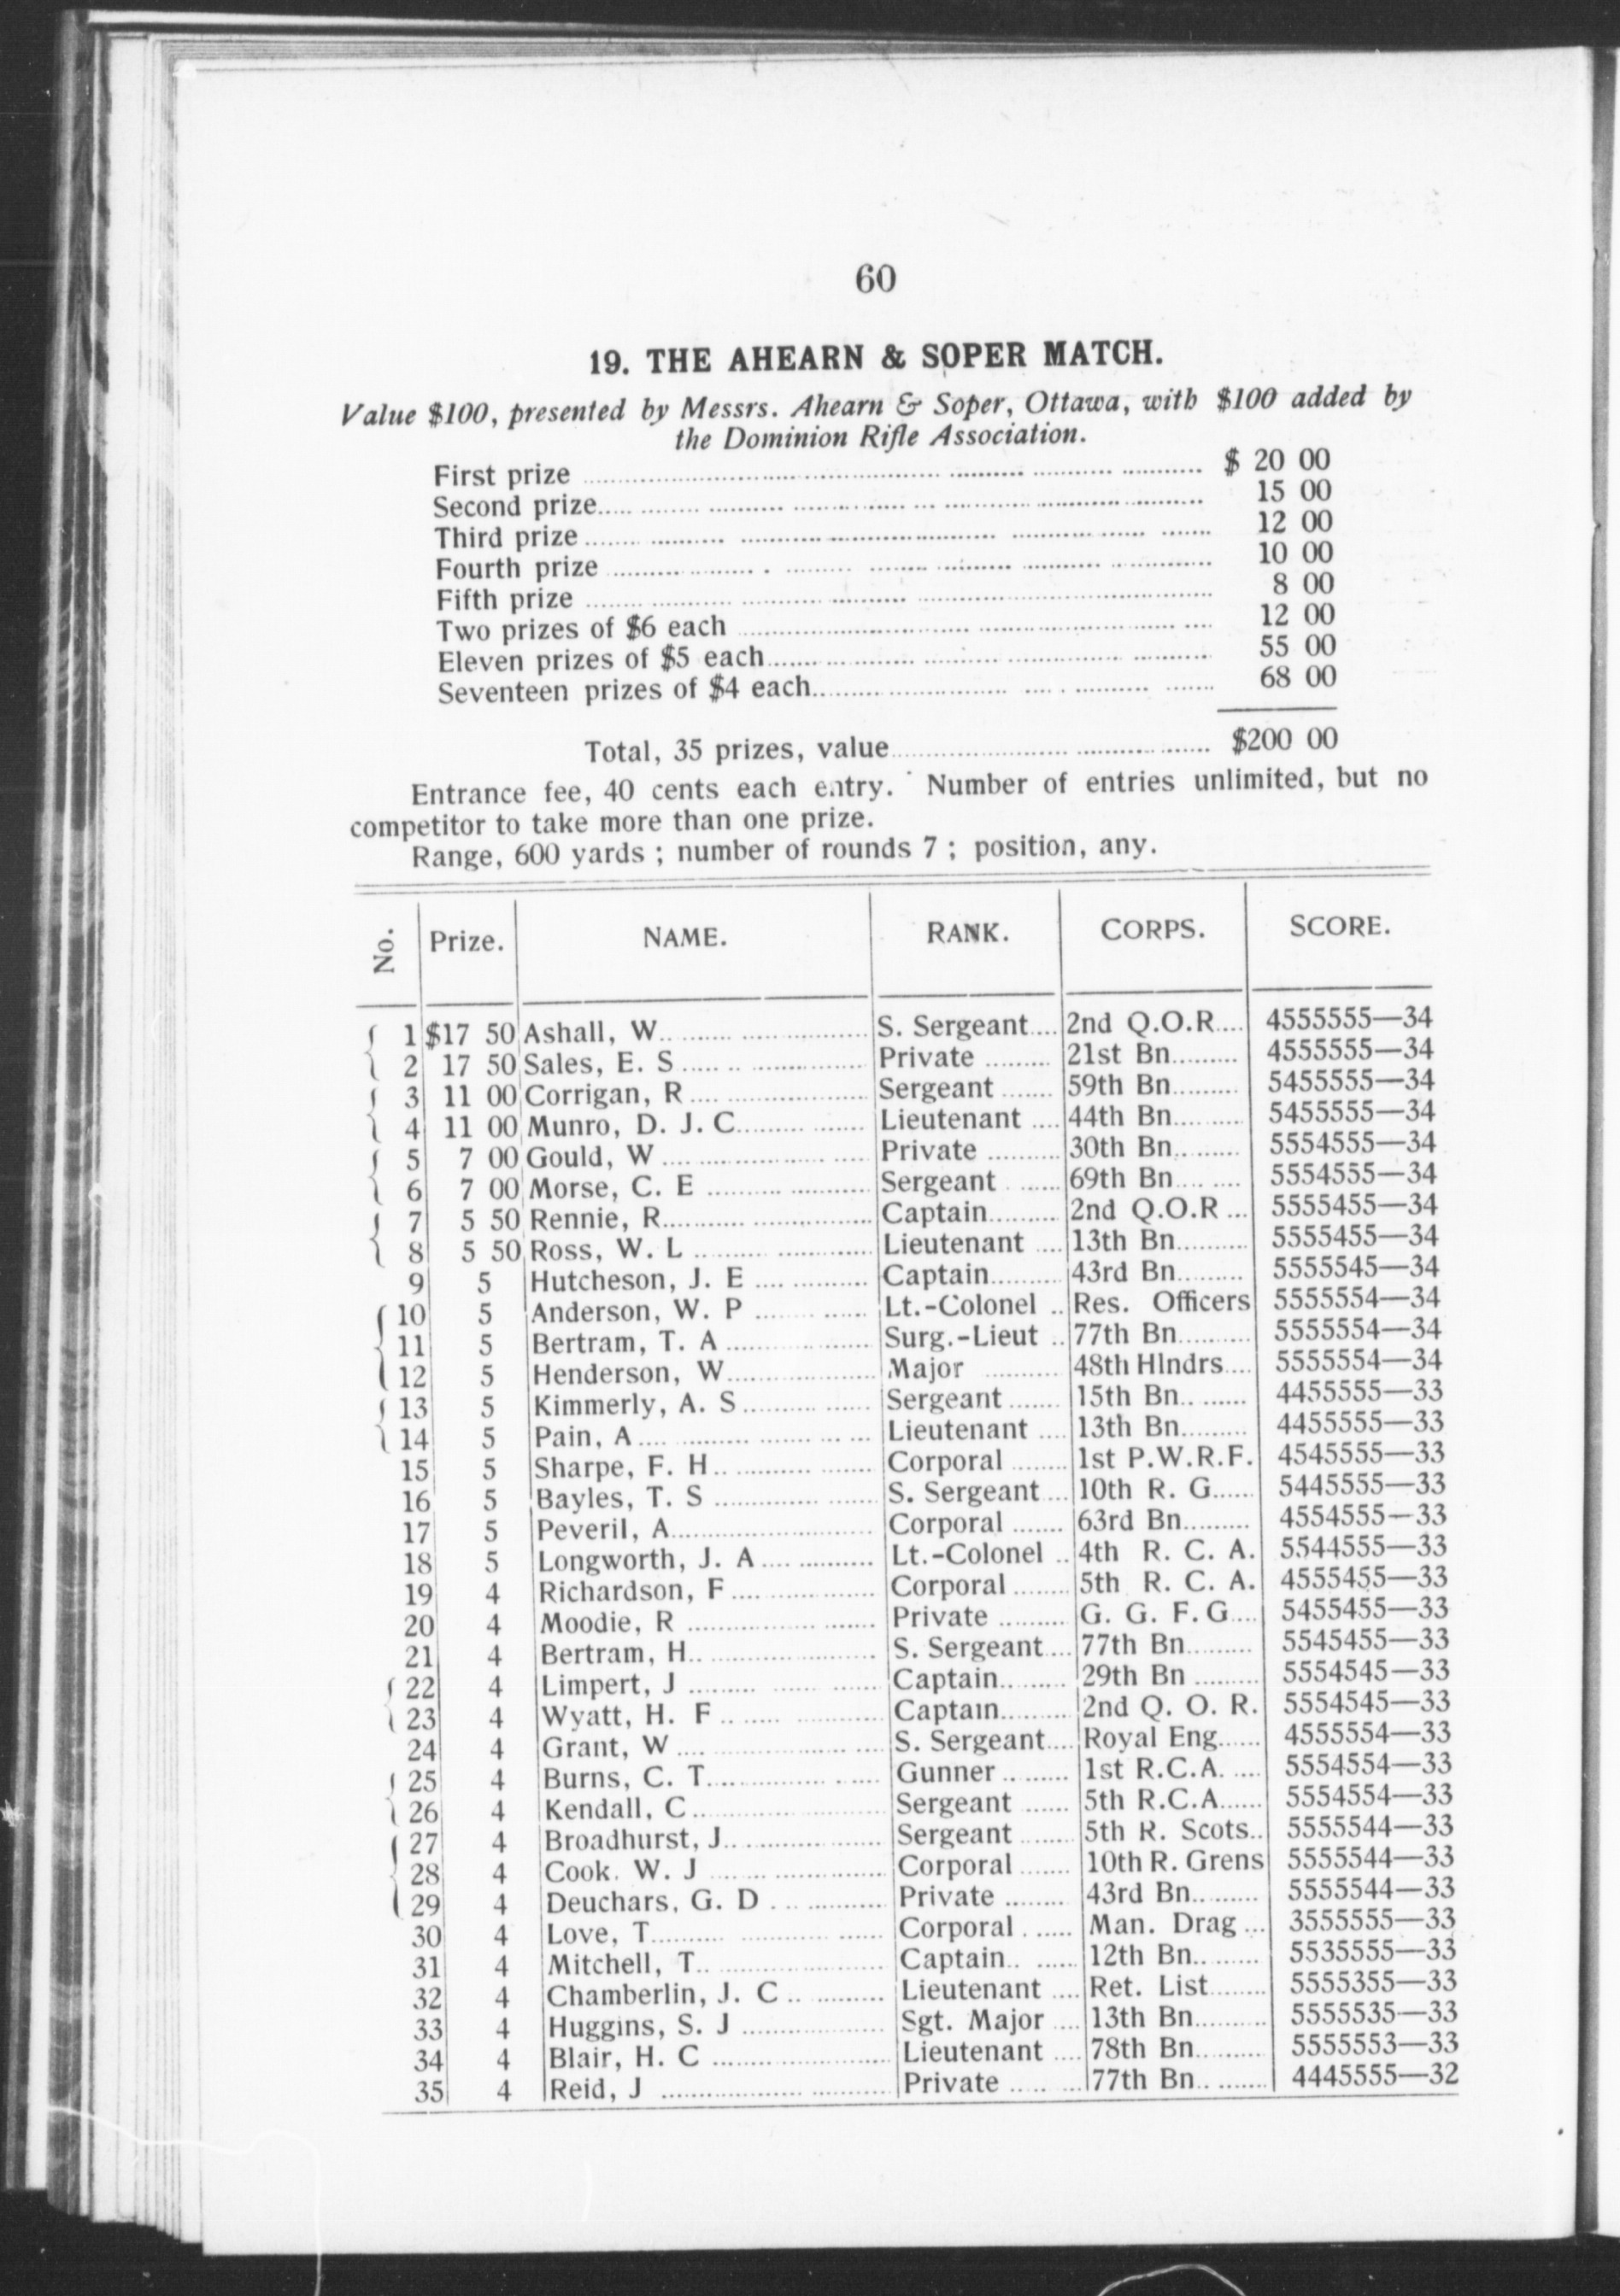 60
19. THE AHEARN & SOPER MATCH.
Value $100, presented by Messrs. Ahearn & Soper, Ottawa, with $100 added by
the Dominion Rifle Association.
First prize $ 20 00
Second prize 15 00
Third prize 12 00
Fourth prize 10 00
Fifth prize 8 00
Two prizes of $6 each 12 00
Eleven prizes of $5 each 55 00
Seventeen prizes of $4 each 68 00
Total, 35 prizes, value $200 00
Entrance fee, 40 cents each entry. Number of entries unlimited, but no
competitor to take more than one prize.
Range, 600 yards ; number of rounds 7 ; position, any.
No. Prize. NAME. RANK. CORPS. SCORE.
1 $17 50 Ashall, W. S. Sergeant 2nd Q.O.R. 4555555—34
2 17 50 Sales, E. S. Private 21st Bn. 4555555—34
3 11 00 Corrigan, R. Sergeant 59th Bn. 5455555—34
4 11 00 Munro, D. J. C. Lieutenant 44th Bn. 5455555—34
5 7 00 Gould, W. Private 30th Bn. 5554555—34
6 7 00 Morse, C. E. Sergeant 69th Bn. 5554555—34
7 5 50 Rennie, R. Captain 2nd Q.O.R. 5555455—34
8 5 50 Ross, W. L. Lieutenant 13th Bn. 5555455—34
9 5 Hutcheson, J. E. Captain 43rd Bn. 5555545—34
10 5 Anderson, W. P. Lt.-Colonel Res. Officers 5555554—34
11 5 Bertram, T. A. Surg.-Lieut 77th Bn. 5555554—34
12 5 Henderson, W. Major 48th Hlndrs. 5555554—34
13 5 Kimmerly, A. S. Sergeant 15th Bn. 4455555—33
14 5 Pain, A. Lieutenant 13th Bn. 4455555—33
15 5 Sharpe, F. H. Corporal 1st P.W.R.F. 4545555—33
16 5 Bayles, T. S. S. Sergeant 10th R. G. 5445555—33
17 5 Peveril, A. Corporal 63rd Bn. 4554555—33
18 5 Longworth, J. A. Lt.-Colonel 4th R. C. A. 5544555—33
19 4 Richardson, F. Corporal 5th R. C. A. 4555455—33
20 4 Moodie, R. Private G. G. F. G. 5455455—33
21 4 Bertram, H. S. Sergeant 77th Bn. 5545455—33
22 4 Limpert, J. Captain 29th Bn. 5554545—33
23 4 Wyatt, H. F. Captain 2nd Q. O. R. 5554545—33
24 4 Grant, W. S. Sergeant Royal Eng. 4555554—33
25 4 Burns, C. T. Gunner 1st R.C.A. 5554554—33
26 4 Kendall, C. Sergeant 5th R.C.A. 5554554—33
27 4 Broadhurst, J. Sergeant 5th R. Scots. 5555544—33
28 4 Cook. W. J. Corporal 10th R. Grens 5555544—33
29 4 Deuchars, G. D. Private 43rd Bn. 5555544—33
30 4 Love, T. Corporal Man. Drag 3555555—33
31 4 Mitchell, T. Captain 12th Bn. 5535555—33
32 4 Chamberlin, J. C. Lieutenant Ret. List 5555355—33
33 4 Huggins, S. J. Sgt. Major 13th Bn. 5555535—33
34 4 Blair, H. C. Lieutenant 78th Bn. 5555553—33
35 4 Reid, J. Private 77th Bn. 4445555—32